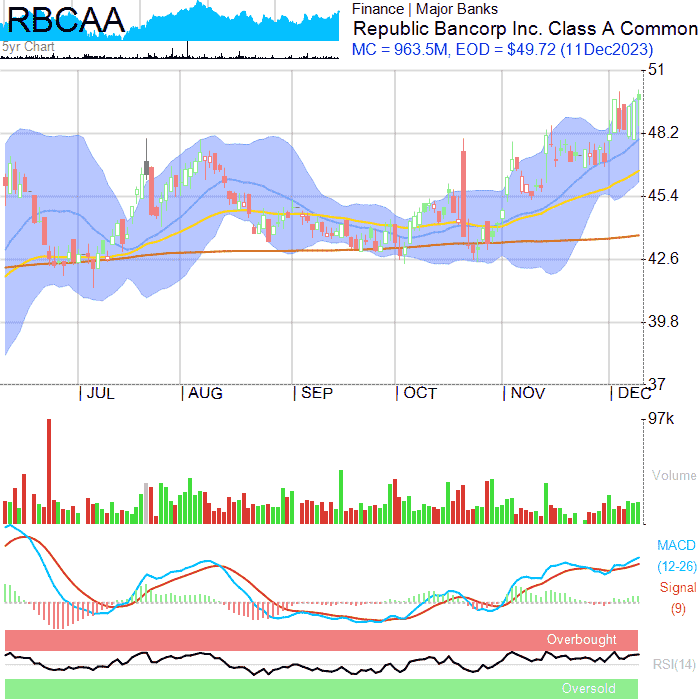 RBCAA
5yr Chart
Finance | Major Banks
Republic Bancorp Inc. Class A Common
MC = 963.5M, EOD = $49.72 (11Dec2023)
51
48.2
45.4
42.6
39.8
37
| JUL | AUG | SEP | OCT | NOV | DEC
97k
Volume
MACD
(12-26)
Signal
(9)
Overbought
RSI(14)
Oversold